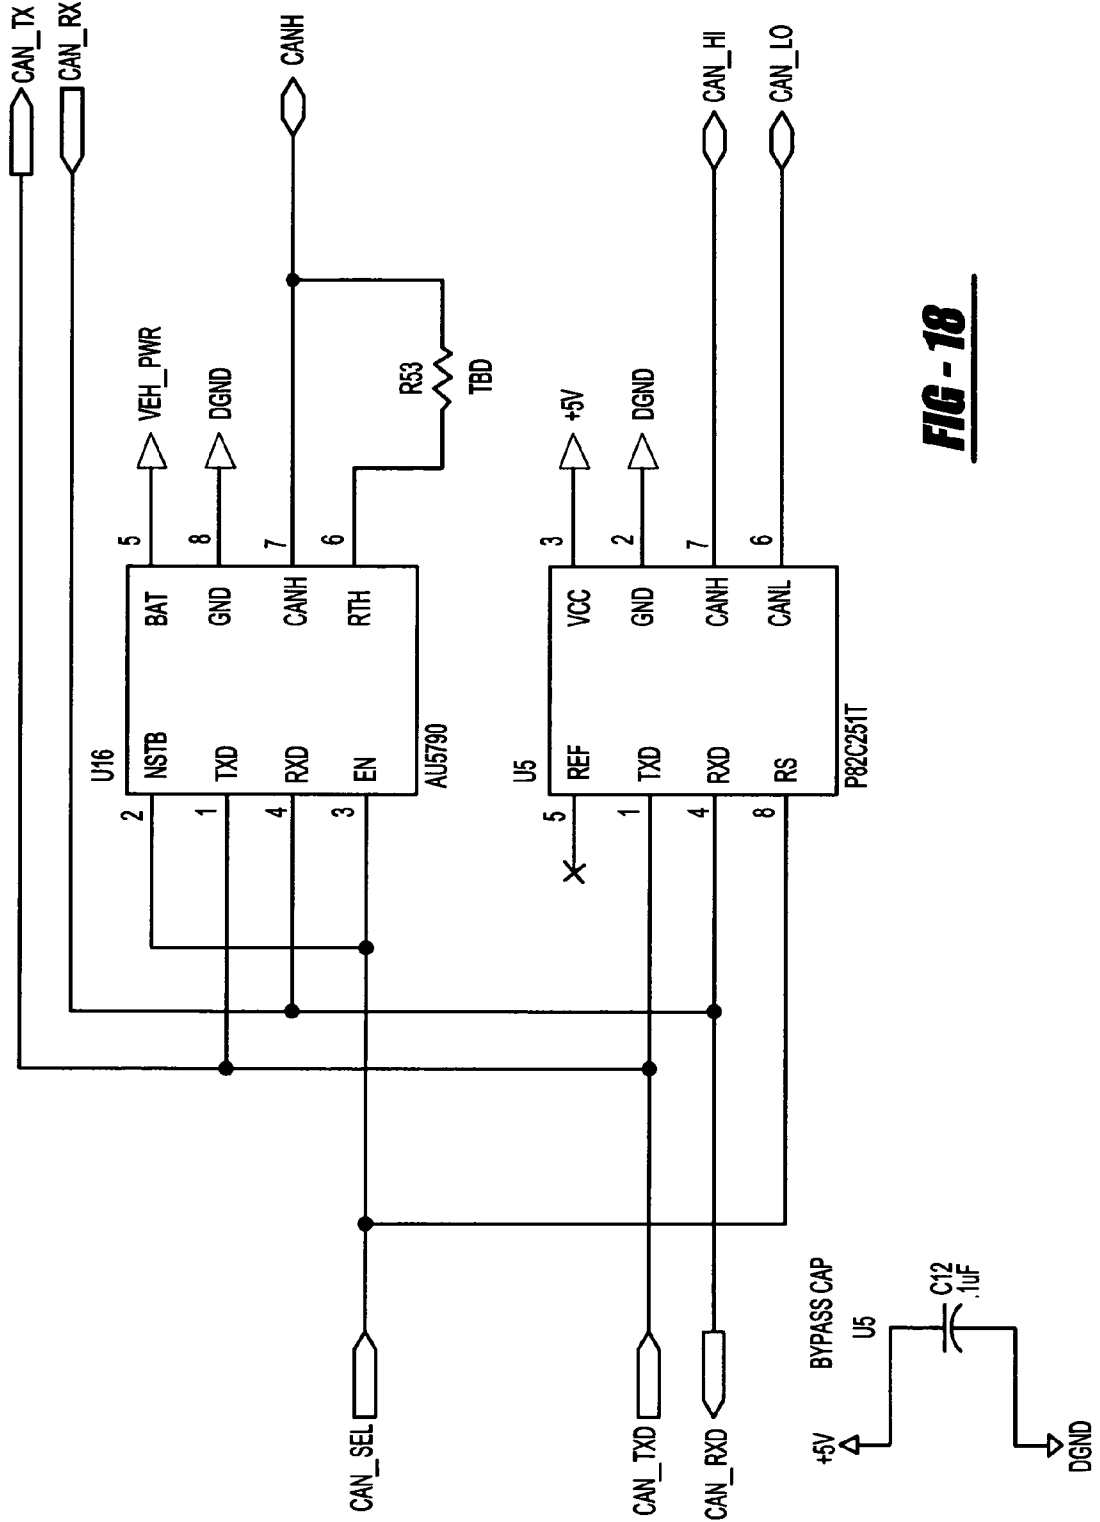 CAN_TX
CAN_RX
CANH
VEH_PWR
DGND
R53
TBD
5
8
7
6
U16
NSTB
BAT
TXD
GND
RXD
CANH
EN
RTH
AU5790
2
1
4
3
CAN_HI
CAN_LO
+5V
DGND
3
2
7
6
U5
REF
VCC
TXD
GND
RXD
CANH
RS
CANL
P82C251T
5
1
4
8
CAN_SEL
CAN_TXD
CAN_RXD
BYPASS CAP
U5
C12
.1uF
+5V
DGND
FIG - 18